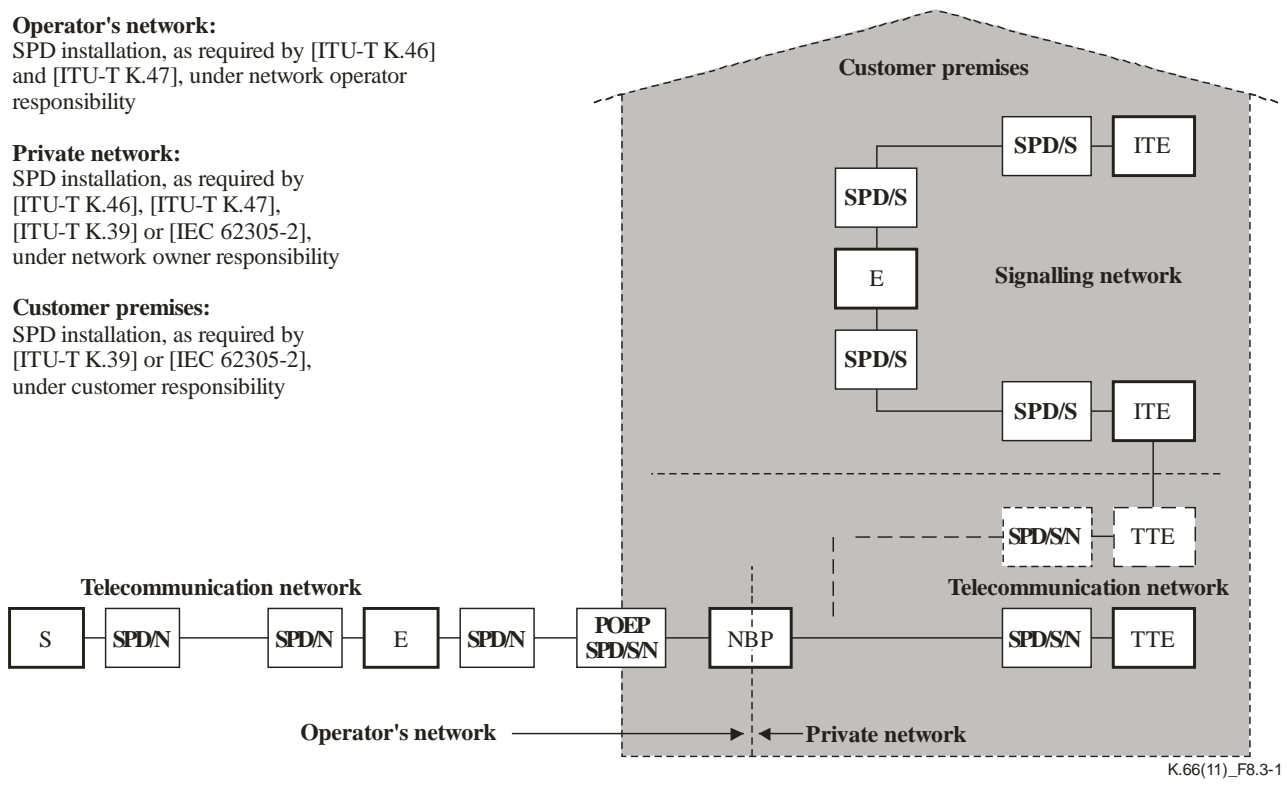 Operator's network:
SPD installation, as required by [ITU-T K.46]
and [ITU-T K.47], under network operator
responsibility
Private network:
SPD installation, as required by
[ITU-T K.46], [ITU-T K.47],
[ITU-T K.39] or [IEC 62305-2],
under network owner responsibility
Customer premises:
SPD installation, as required by
[ITU-T K.39] or [IEC 62305-2],
under customer responsibility
Customer premises
SPD/S
ITE
SPD/S
E
Signalling network
SPD/S
SPD/S
ITE
SPD/S/N
TTE
Telecommunication network
Telecommunication network
S
SPD/N
SPD/N
E
SPD/N
POEP
SPD/S/N
NBP
SPD/S/N
TTE
Operator's network
Private network
K.66(11)_F8.3-1